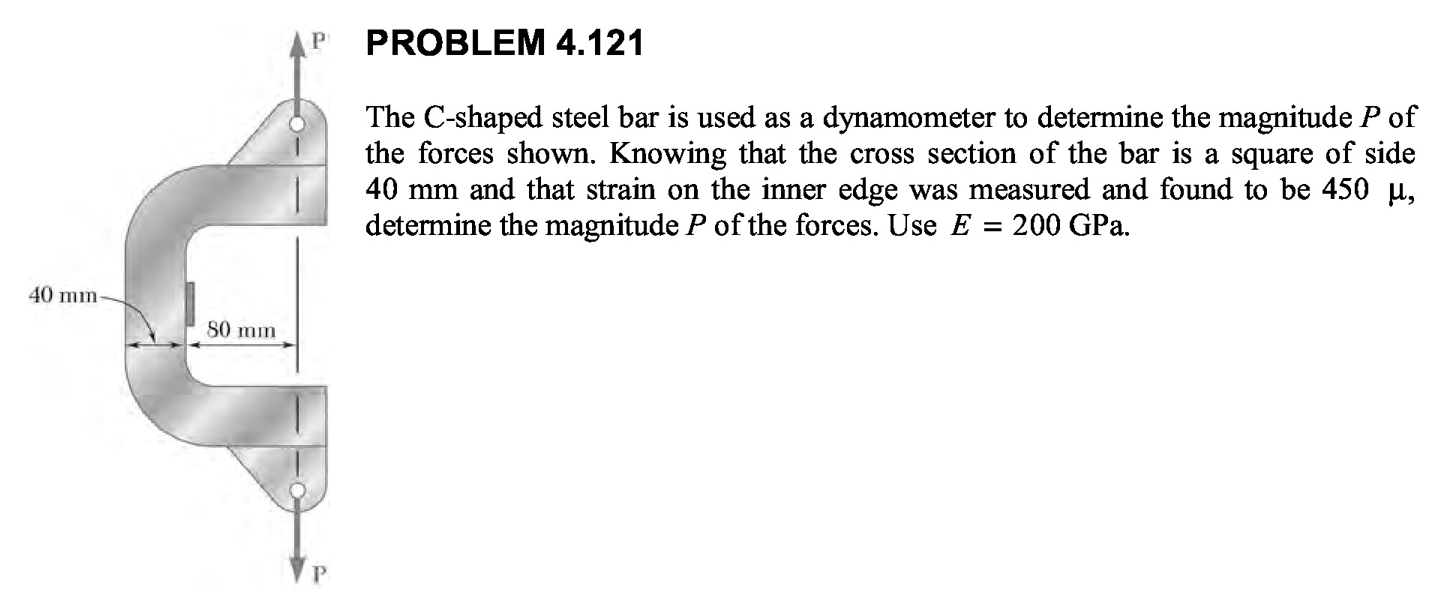 P
PROBLEM 4.121
The C-shaped steel bar is used as a dynamometer to determine the magnitude P of
the forces shown. Knowing that the cross section of the bar is a square of side
40 mm and that strain on the inner edge was measured and found to be 450 μ,
determine the magnitude P of the forces. Use E = 200 GPa.
40 mm
80 mm
P